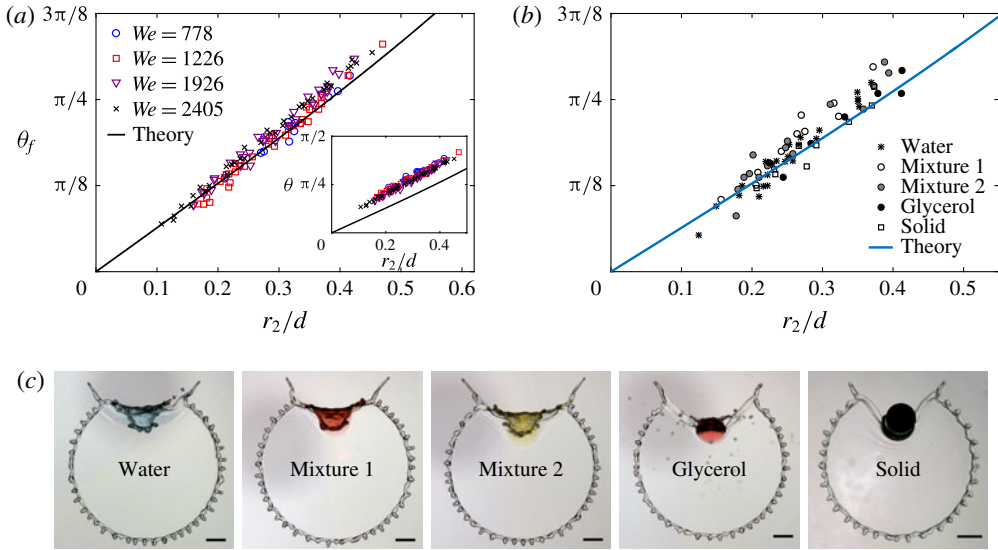 (a)
3π/8
π/4
π/8
0
θf
We = 778
We = 1226
We = 1926
We = 2405
Theory
π/2
θ π/4
0
0.2 0.4
r2/d
0.1 0.2 0.3 0.4 0.5 0.6
r2/d
(b)
3π/8
π/4
π/8
0
Water
Mixture 1
Mixture 2
Glycerol
Solid
Theory
0.1 0.2 0.3 0.4 0.5
r2/d
(c)
Water
Mixture 1
Mixture 2
Glycerol
Solid